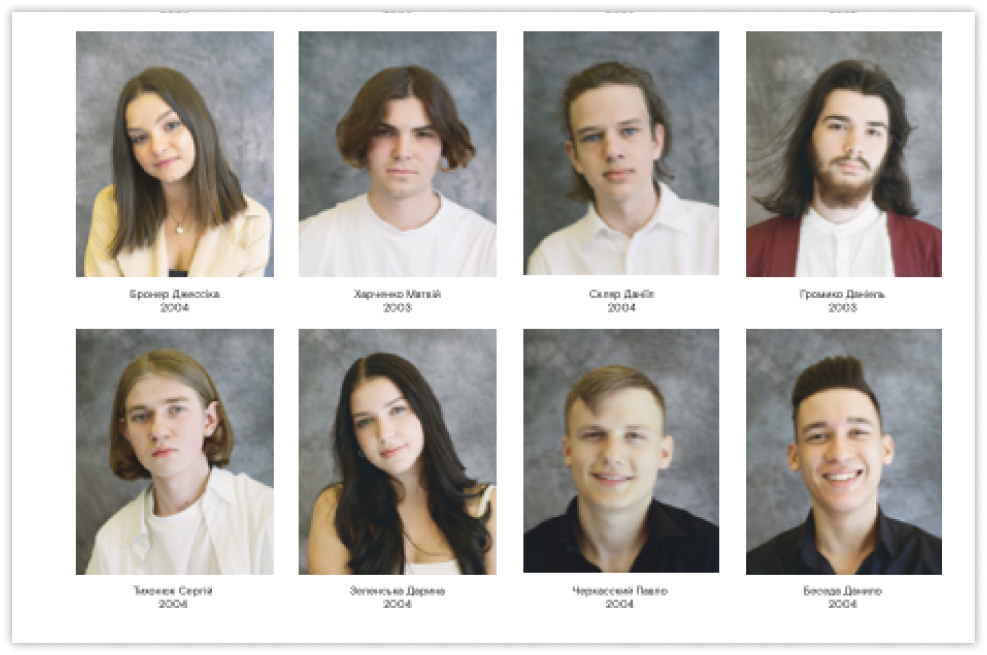 Бронер Джессіка
2004
Харченко Матвій
2003
Скляр Даніїл
2004
Громико Даніель
2003
Тихонюк Сергій
2004
Зеленська Дарина
2004
Черкасский Павло
2004
Беседа Данило
2004